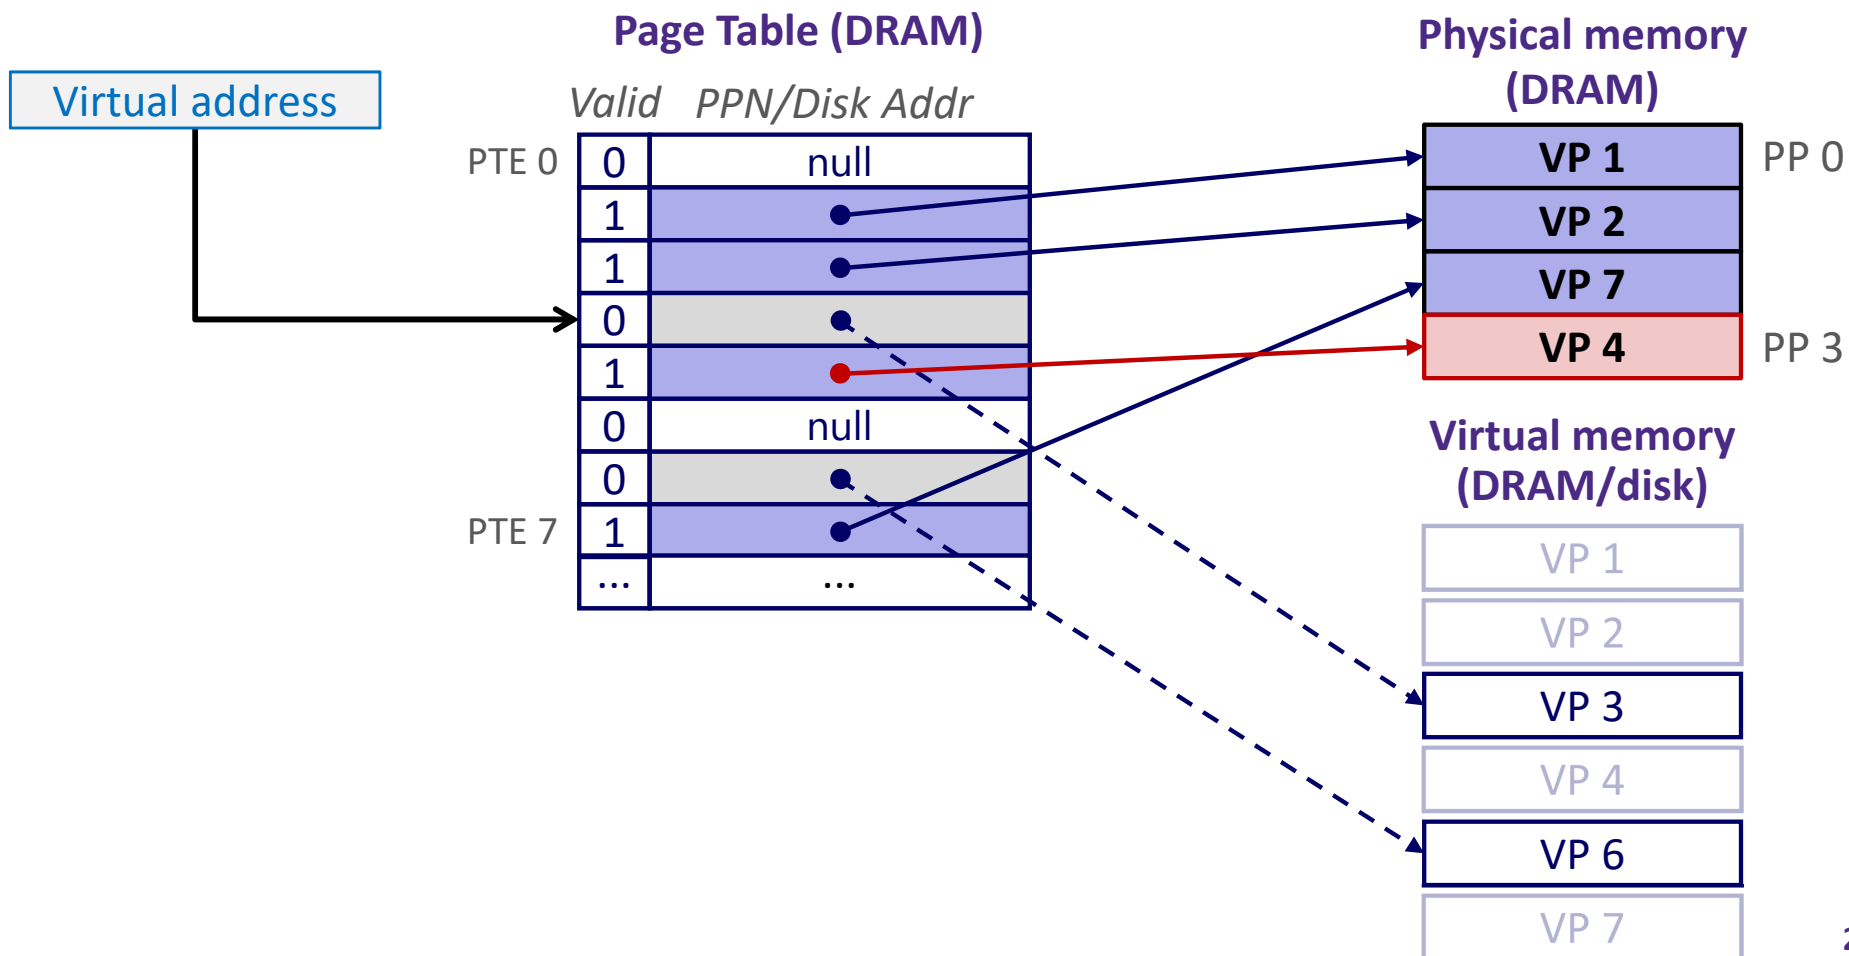 Page Table (DRAM)
Physical memory
(DRAM)
Virtual address
Valid PPN/Disk Addr
PTE 0 0 null
1
1
0
1
0 null
0
PTE 7 1
... ...
VP 1 PP 0
VP 2
VP 7
VP 4 PP 3
Virtual memory
(DRAM/disk)
VP 1
VP 2
VP 3
VP 4
VP 6
VP 7
2